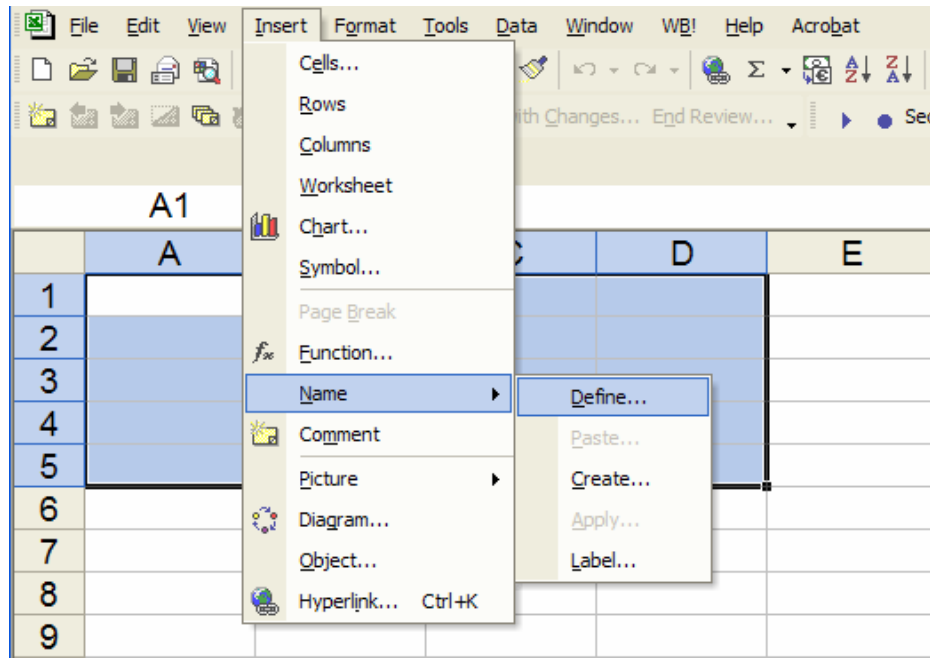 File Edit View Insert Format Tools Data Window WB! Help Acrobat
Σ A Z Z A
with Changes... End Review...
A1
A D E
1
2
3
4
5
6
7
8
9
Cells...
Rows
Columns
Worksheet
Chart...
Symbol...
Page Break
fx Function...
Name
Comment
Picture
Diagram...
Object...
Hyperlink... Ctrl+K
Define...
Paste...
Create...
Apply...
Label...